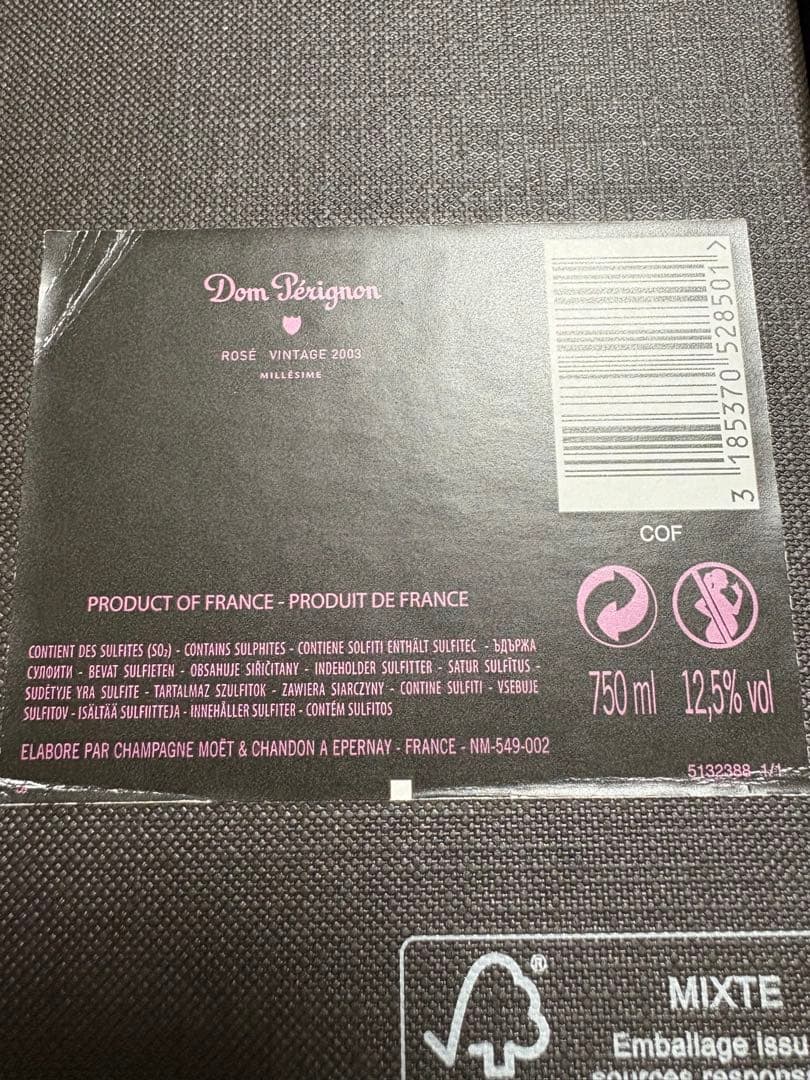 Dom Pérignon
ROSÉ VINTAGE 2003
MILLÉSIME
3 185370 528501 >
COF
PRODUCT OF FRANCE - PRODUIT DE FRANCE
CONTIENT DES SULFITES (SO₂) - CONTAINS SULPHITES - CONTIENE SOLFITI ENTHÄLT SULFITEC - ЪДЪРЖА
СУЛФИТИ - BEVAT SULFIETEN - OBSAHUJE SIŘIČITANY - INDEHOLDER SULFITTER - SATUR SULFĪTUS -
SUDĖTYJE YRA SULFITE - TARTALMAZ SZULFITOK - ZAWIERA SIARCZYNY - CONTINE SULFITI - VSEBUJE
SULFITOV - ISÄLTÄÄ SULFIITTEJA - INNEHÅLLER SULFITER - CONTÉM SULFITOS
750 ml 12,5% vol
ELABORE PAR CHAMPAGNE MOËT & CHANDON A EPERNAY - FRANCE - NM-549-002
5132388 1/1
®
MIXTE
Emballage issu
sources respons